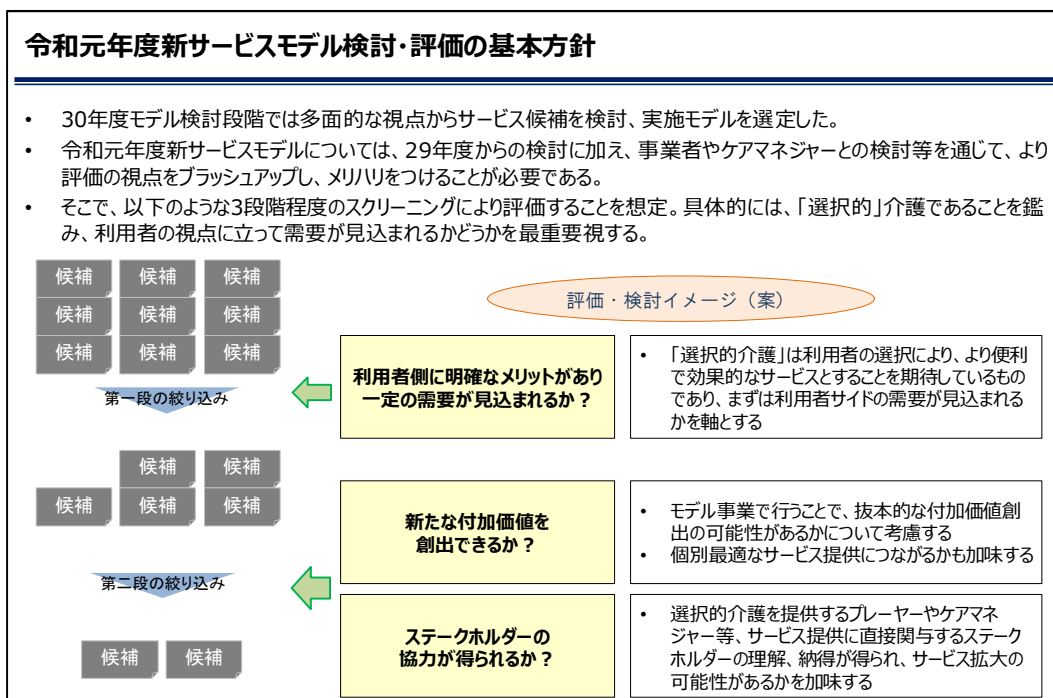 令和元年度新サービスモデル検討・評価の基本方針
• 30年度モデル検討段階では多面的な視点からサービス候補を検討、実施モデルを選定した。
• 令和元年度新サービスモデルについては、29年度からの検討に加え、事業者やケアマネジャーとの検討等を通じて、より
評価の視点をブラッシュアップし、メリハリをつけることが必要である。
• そこで、以下のような3段階程度のスクリーニングにより評価することを想定。具体的には、「選択的」介護であることを鑑
み、利用者の視点に立って需要が見込まれるかどうかを最重要視する。
候補 候補 候補
候補 候補 候補
候補 候補 候補
第一段の絞り込み
評価・検討イメージ（案）
利用者側に明確なメリットがあり
一定の需要が見込まれるか？
• 「選択的介護」は利用者の選択により、より便利
で効果的なサービスとすることを期待しているもの
であり、まずは利用者サイドの需要が見込まれる
かを軸とする
候補 候補
候補 候補 候補
第二段の絞り込み
新たな付加価値を
創出できるか？
• モデル事業で行うことで、抜本的な付加価値創
出の可能性があるかについて考慮する
• 個別最適なサービス提供につながるかも加味する
候補 候補
ステークホルダーの
協力が得られるか？
• 選択的介護を提供するプレーヤーやケアマネ
ジャー等、サービス提供に直接関与するステーク
ホルダーの理解、納得が得られ、サービス拡大の
可能性があるかを加味する